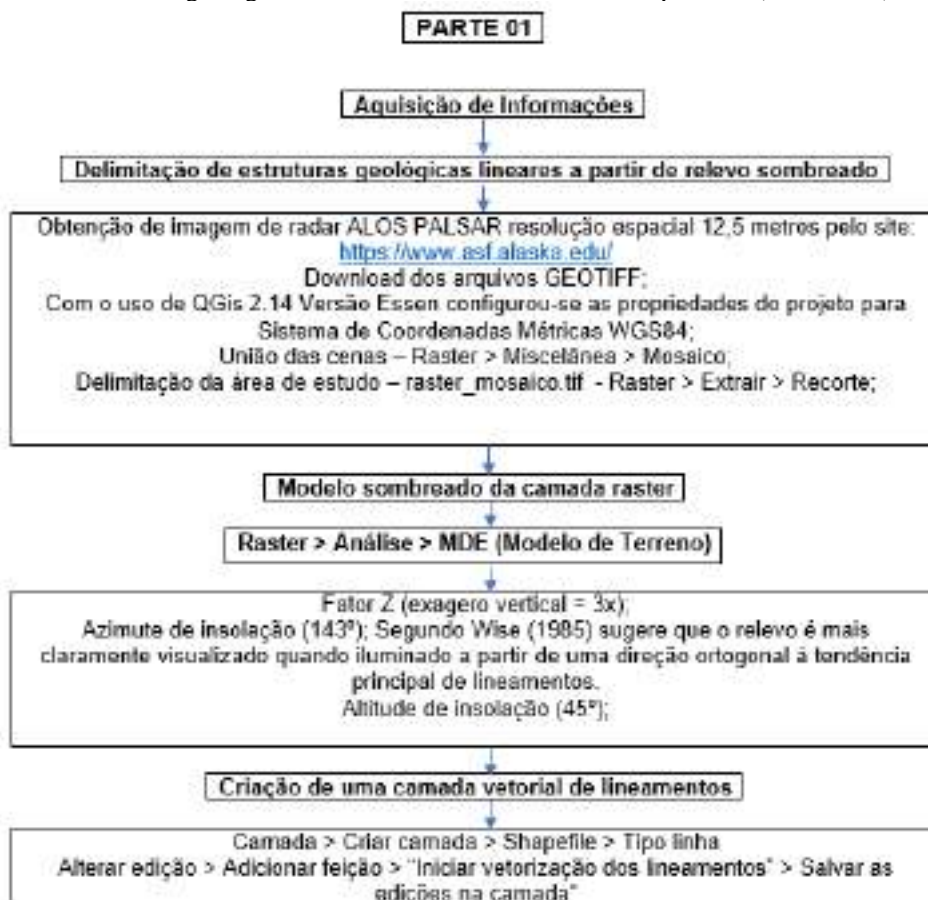 PARTE 01
Aquisição de Informações
Delimitação de estruturas geológicas lineares a partir de relevo sombreado
Obtenção de imagem de radar ALOS PALSAR resolução espacial 12,5 metros pelo site:
https://www.asf.alaska.edu/
Download dos arquivos GEOTIFF;
Com o uso de QGis 2.14 Versão Essen configurou-se as propriedades do projeto para
Sistema de Coordenadas Métricas WGS84;
União das cenas – Raster > Miscelânea > Mosaico;
Delimitação da área de estudo – raster_mosaico.tif - Raster > Extrair > Recorte;
Modelo sombreado da camada raster
Raster > Análise > MDE (Modelo de Terreno)
Fator Z (exagero vertical = 3x);
Azimute de insolação (143º); Segundo Wise (1985) sugere que o relevo é mais
claramente visualizado quando iluminado a partir de uma direção ortogonal á tendência
principal de lineamentos.
Altitude de insolação (45º);
Criação de uma camada vetorial de lineamentos
Camada > Criar camada > Shapefile > Tipo linha
Alterar edição > Adicionar feição > "Iniciar vetorização dos lineamentos" > Salvar as
edições na camada"